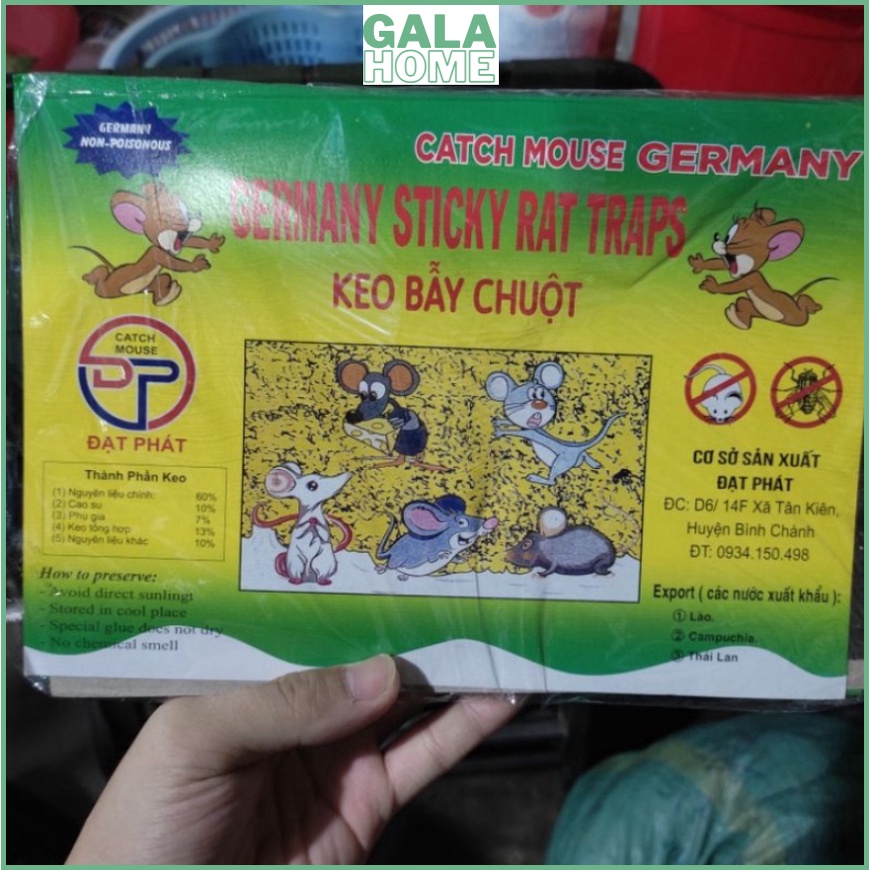 GALA
HOME
GERMANY
NON-POISONOUS
CATCH MOUSE GERMANY
GERMANY STICKY RAT TRAPS
KEO BẪY CHUỘT
CATCH
MOUSE
DP
ĐẠT PHÁT
Thành Phần Keo
(1) Nguyên liệu chính: 60%
(2) Cao su 10%
(3) Phụ gia 7%
(4) Keo tổng hợp 13%
(5) Nguyên liệu khác 10%
How to preserve:
- Avoid direct sunlingt
- Stored in cool place
- Special glue does not dry
- No chemical smell
CƠ SỞ SẢN XUẤT
ĐẠT PHÁT
ĐC: D6/ 14F Xã Tân Kiên,
Huyện Bình Chánh
ĐT: 0934.150.498
Export ( các nước xuất khẩu ):
① Lào.
② Campuchia.
③ Thái Lan